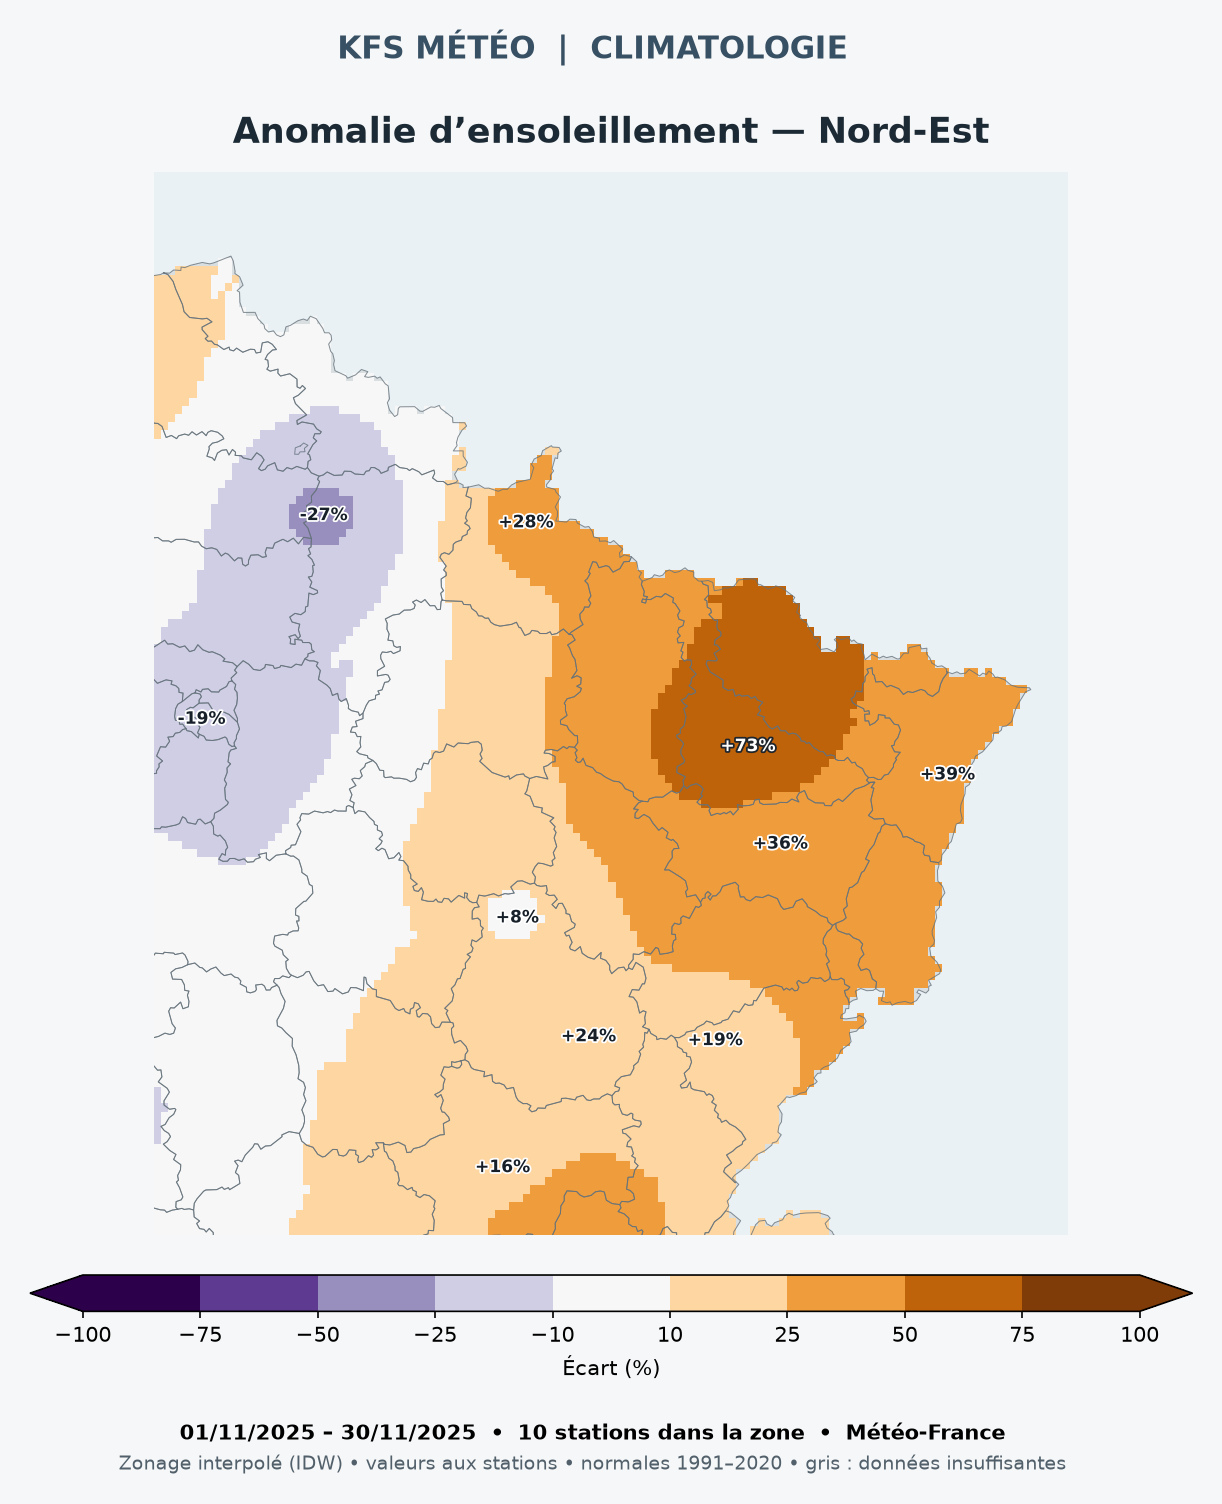 KFS MÉTÉO | CLIMATOLOGIE
Anomalie d’ensoleillement — Nord-Est
-27%
+28%
-19%
+73%
+39%
+36%
+8%
+24%
+19%
+16%
−100 −75 −50 −25 −10 10 25 50 75 100
Écart (%)
01/11/2025 – 30/11/2025 • 10 stations dans la zone • Météo-France
Zonage interpolé (IDW) • valeurs aux stations • normales 1991–2020 • gris : données insuffisantes